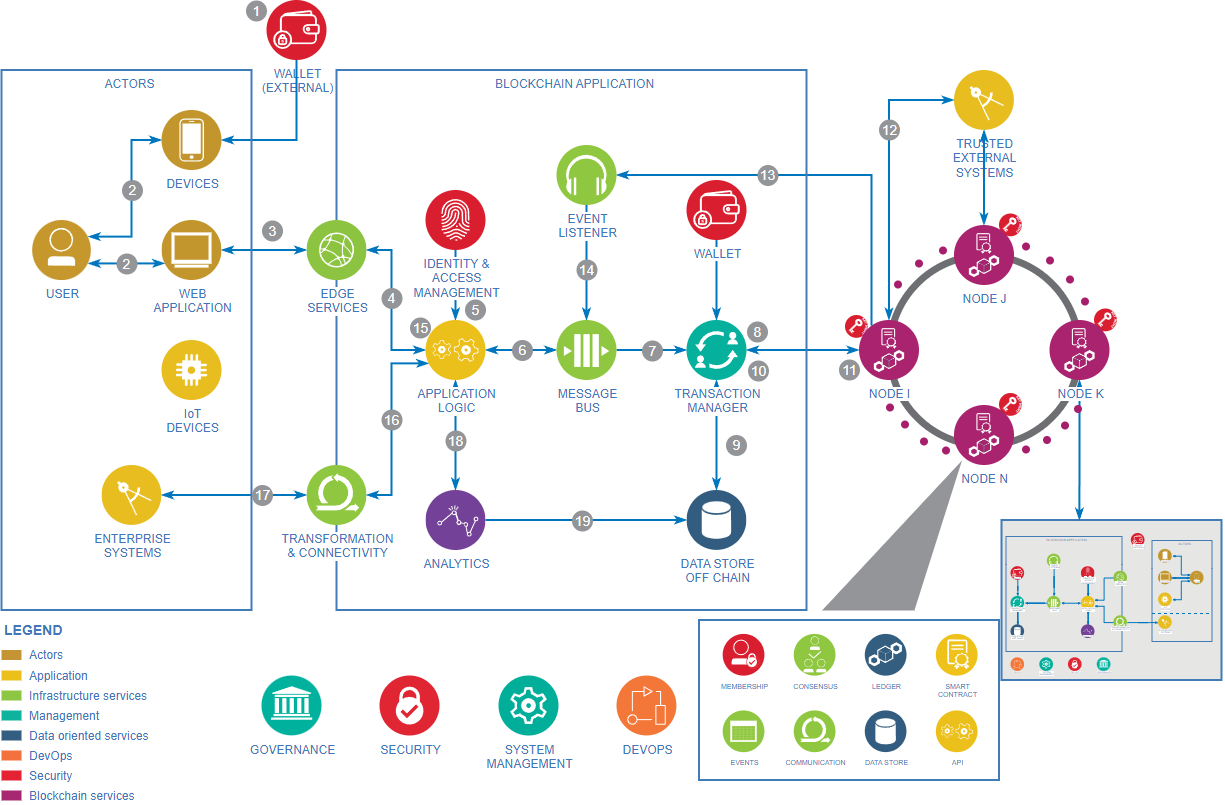 1
WALLET
(EXTERNAL)
ACTORS
BLOCKCHAIN APPLICATION
DEVICES
2
USER
2
WEB
APPLICATION
3
EDGE
SERVICES
IoT
DEVICES
ENTERPRISE
SYSTEMS
17
TRANSFORMATION
& CONNECTIVITY
4
IDENTITY &
ACCESS
MANAGEMENT
5
15
APPLICATION
LOGIC
16
18
ANALYTICS
19
6
EVENT
LISTENER
14
MESSAGE
BUS
7
13
WALLET
8
10
TRANSACTION
MANAGER
9
DATA STORE
OFF CHAIN
12
TRUSTED
EXTERNAL
SYSTEMS
11
NODE J
NODE I
NODE K
NODE N
LEGEND
Actors
Application
Infrastructure services
Management
Data oriented services
DevOps
Security
Blockchain services
GOVERNANCE
SECURITY
SYSTEM
MANAGEMENT
DEVOPS
MEMBERSHIP
CONSENSUS
LEDGER
SMART
CONTRACT
EVENTS
COMMUNICATION
DATA STORE
API